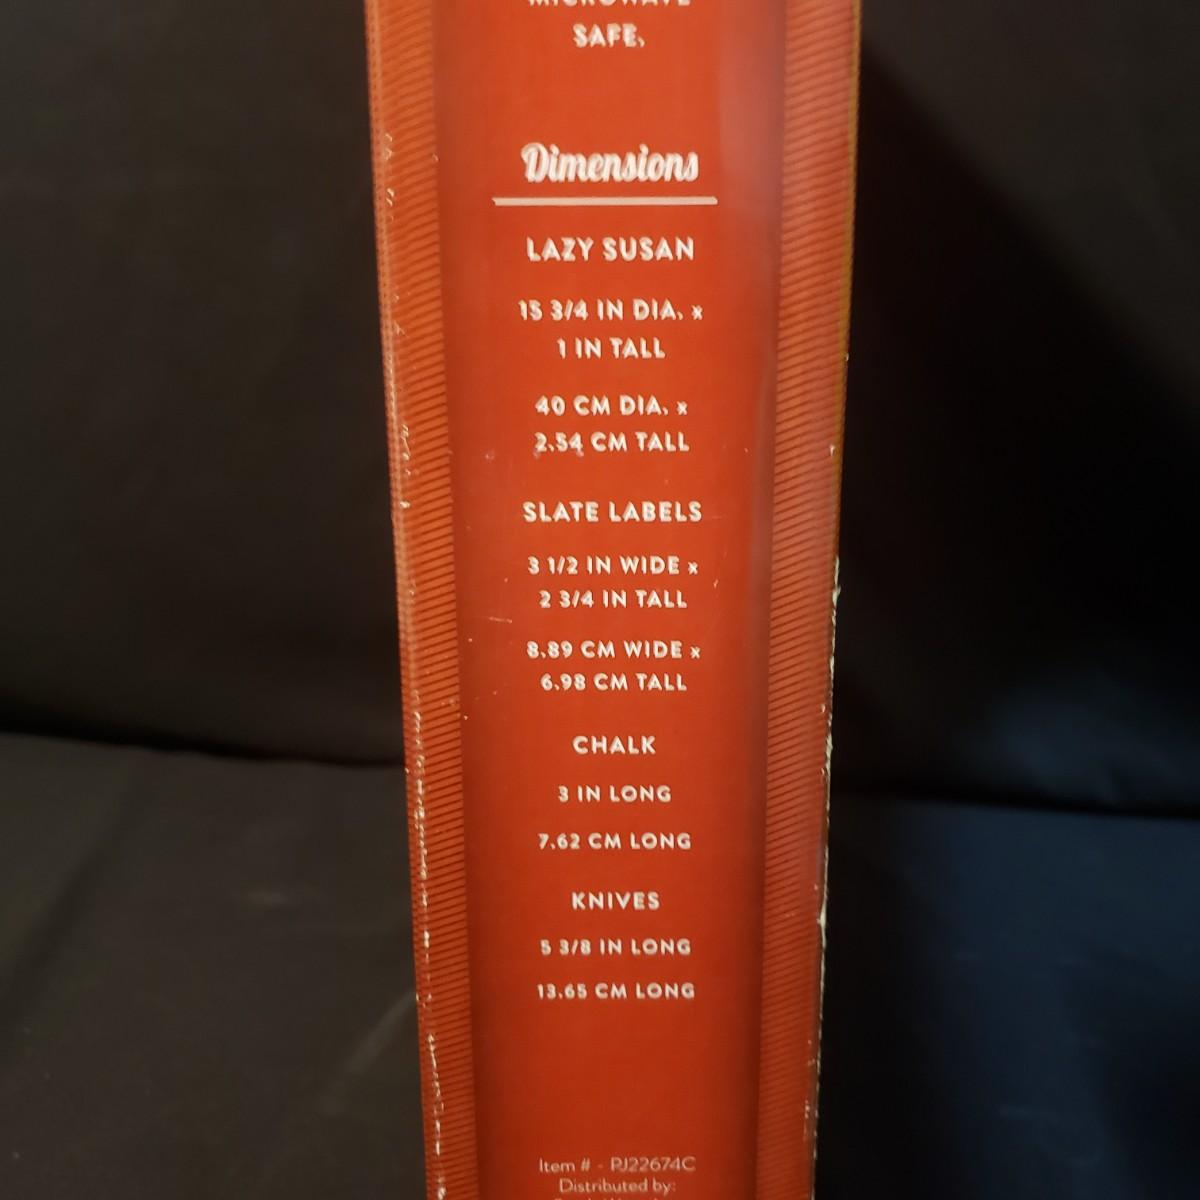 MICROWAVE
SAFE.
Dimensions
LAZY SUSAN
15 3/4 IN DIA. x
1 IN TALL
40 CM DIA. x
2.54 CM TALL
SLATE LABELS
3 1/2 IN WIDE x
2 3/4 IN TALL
8.89 CM WIDE x
6.98 CM TALL
CHALK
3 IN LONG
7.62 CM LONG
KNIVES
5 3/8 IN LONG
13.65 CM LONG
Item # - PJ22674C
Distributed by: